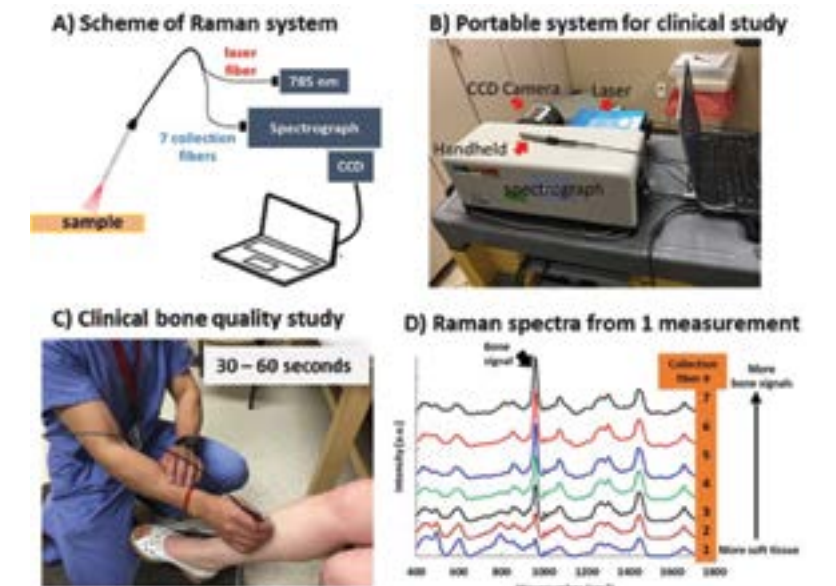 A) Scheme of Raman system
laser
fiber
785 nm
7 collection
fibers
Spectrograph
CCD
sample
B) Portable system for clinical study
CCD Camera
Laser
Handheld
spectrograph
C) Clinical bone quality study
30 – 60 seconds
D) Raman spectra from 1 measurement
Bone
signal
Collection
fiber #
More
bone signals
7
6
5
4
3
2
1
More soft tissue
Intensity (a.u.)
400 600 800 1000 1200 1400 1600 1800